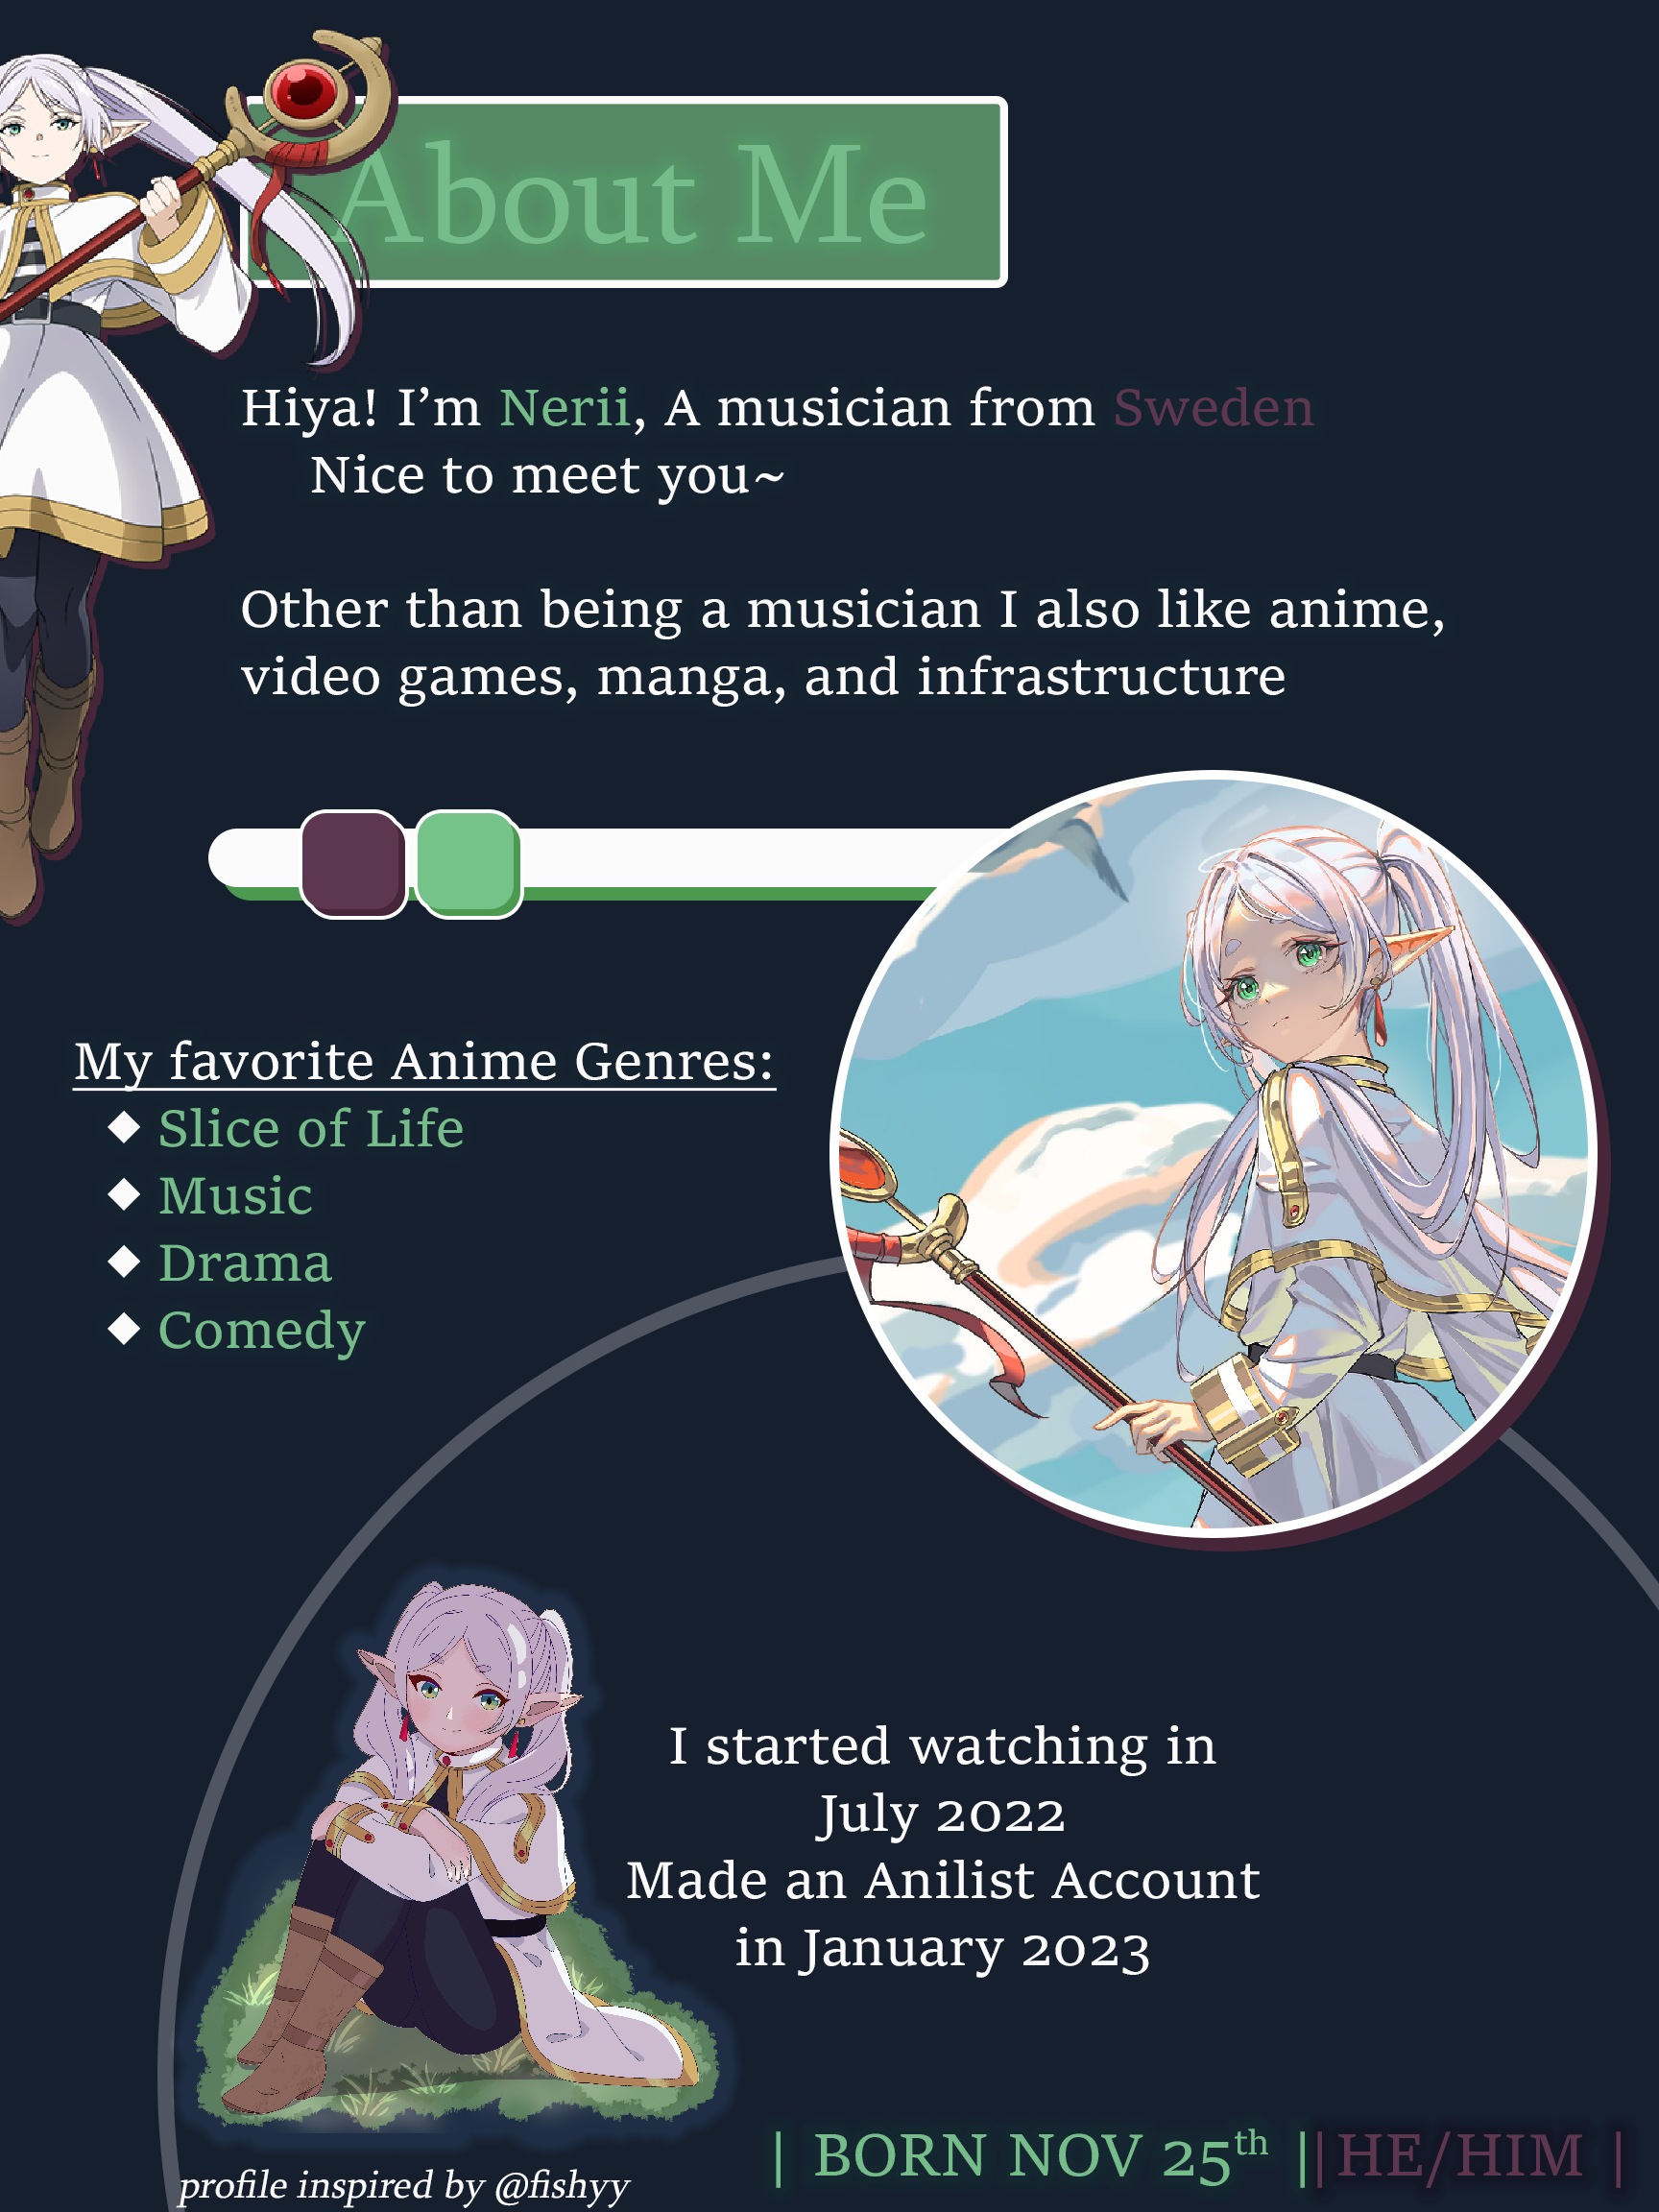 About Me
Hiya! I’m Nerii, A musician from Sweden
Nice to meet you~
Other than being a musician I also like anime,
video games, manga, and infrastructure
My favorite Anime Genres:
◆ Slice of Life
◆ Music
◆ Drama
◆ Comedy
I started watching in
July 2022
Made an Anilist Account
in January 2023
| BORN NOV 25th || HE/HIM |
profile inspired by @fishyy